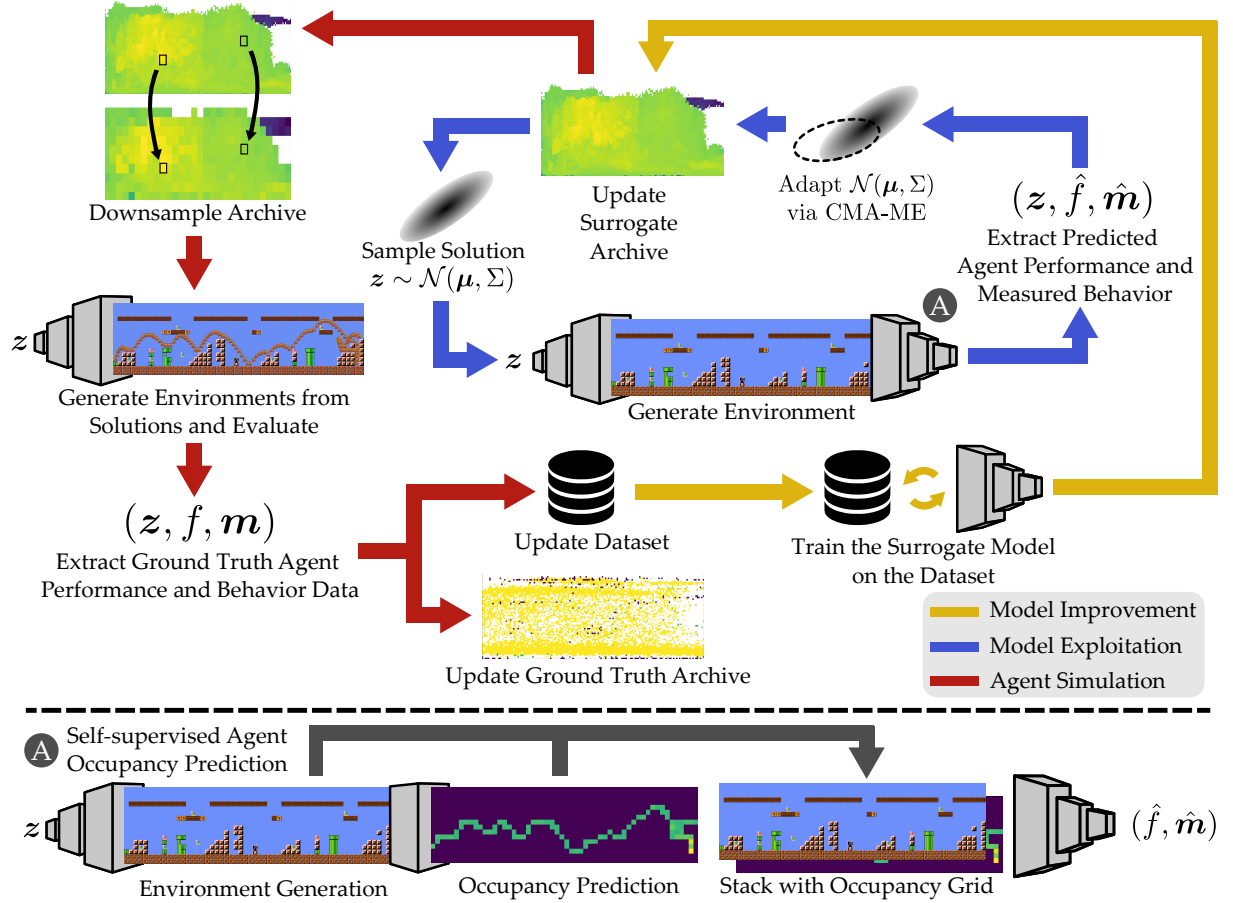 Downsample Archive
Sample Solution
z ∼ N(μ, Σ)
Update
Surrogate
Archive
Adapt N(μ, Σ)
via CMA-ME
(z, f̂, m̂)
Extract Predicted
Agent Performance and
Measured Behavior
A
z
Generate Environments from
Solutions and Evaluate
z
Generate Environment
(z, f, m)
Extract Ground Truth Agent
Performance and Behavior Data
Update Dataset
Train the Surrogate Model
on the Dataset
Update Ground Truth Archive
Model Improvement
Model Exploitation
Agent Simulation
A
Self-supervised Agent
Occupancy Prediction
z
(f̂, m̂)
Environment Generation
Occupancy Prediction
Stack with Occupancy Grid